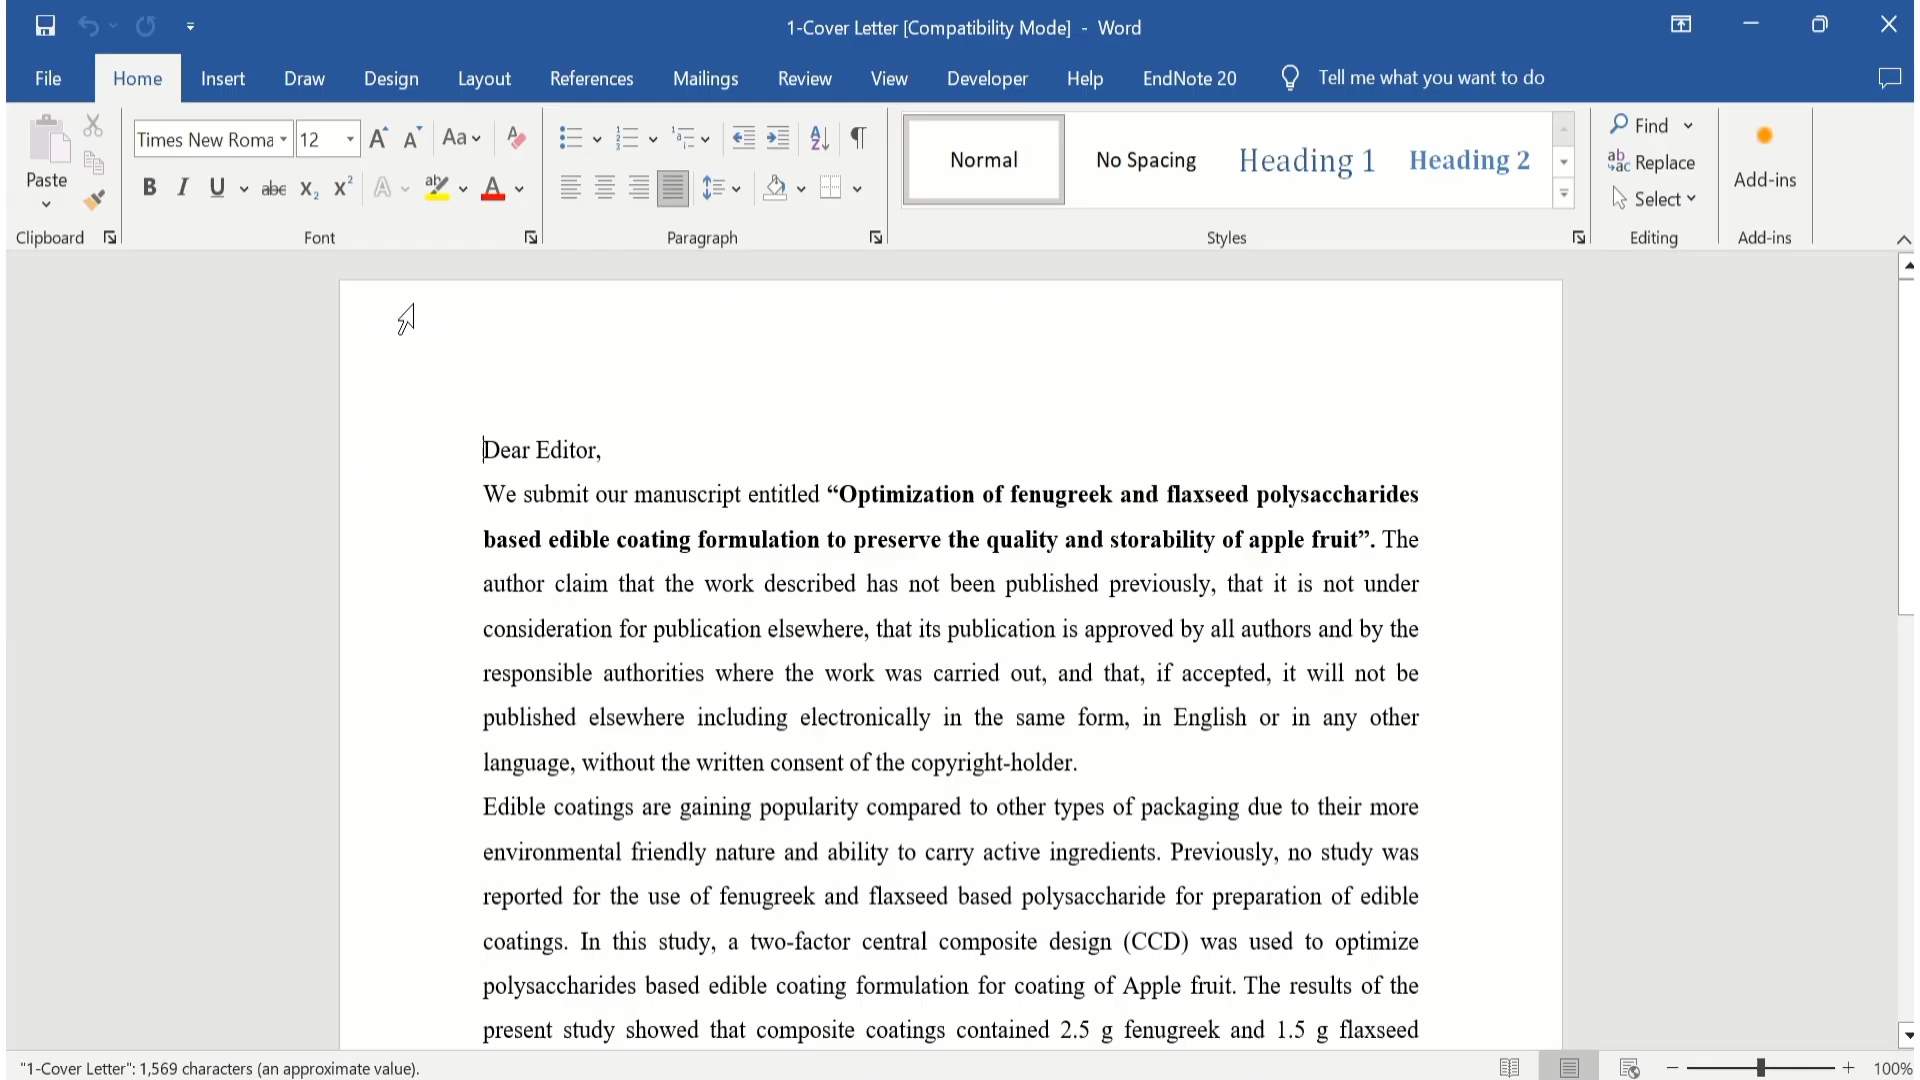 1-Cover Letter [Compatibility Mode] - Word
File Home Insert Draw Design Layout References Mailings Review View Developer Help EndNote 20 Tell me what you want to do
Times New Roma 12 Aa
Find
Normal No Spacing Heading 1 Heading 2
Replace
Paste
Add-ins
B I U abc X₂ X²
Select
Clipboard Font Paragraph Styles Editing Add-ins
Dear Editor,
We submit our manuscript entitled “Optimization of fenugreek and flaxseed polysaccharides
based edible coating formulation to preserve the quality and storability of apple fruit”. The
author claim that the work described has not been published previously, that it is not under
consideration for publication elsewhere, that its publication is approved by all authors and by the
responsible authorities where the work was carried out, and that, if accepted, it will not be
published elsewhere including electronically in the same form, in English or in any other
language, without the written consent of the copyright-holder.
Edible coatings are gaining popularity compared to other types of packaging due to their more
environmental friendly nature and ability to carry active ingredients. Previously, no study was
reported for the use of fenugreek and flaxseed based polysaccharide for preparation of edible
coatings. In this study, a two-factor central composite design (CCD) was used to optimize
polysaccharides based edible coating formulation for coating of Apple fruit. The results of the
present study showed that composite coatings contained 2.5 g fenugreek and 1.5 g flaxseed
"1-Cover Letter": 1,569 characters (an approximate value).
100%